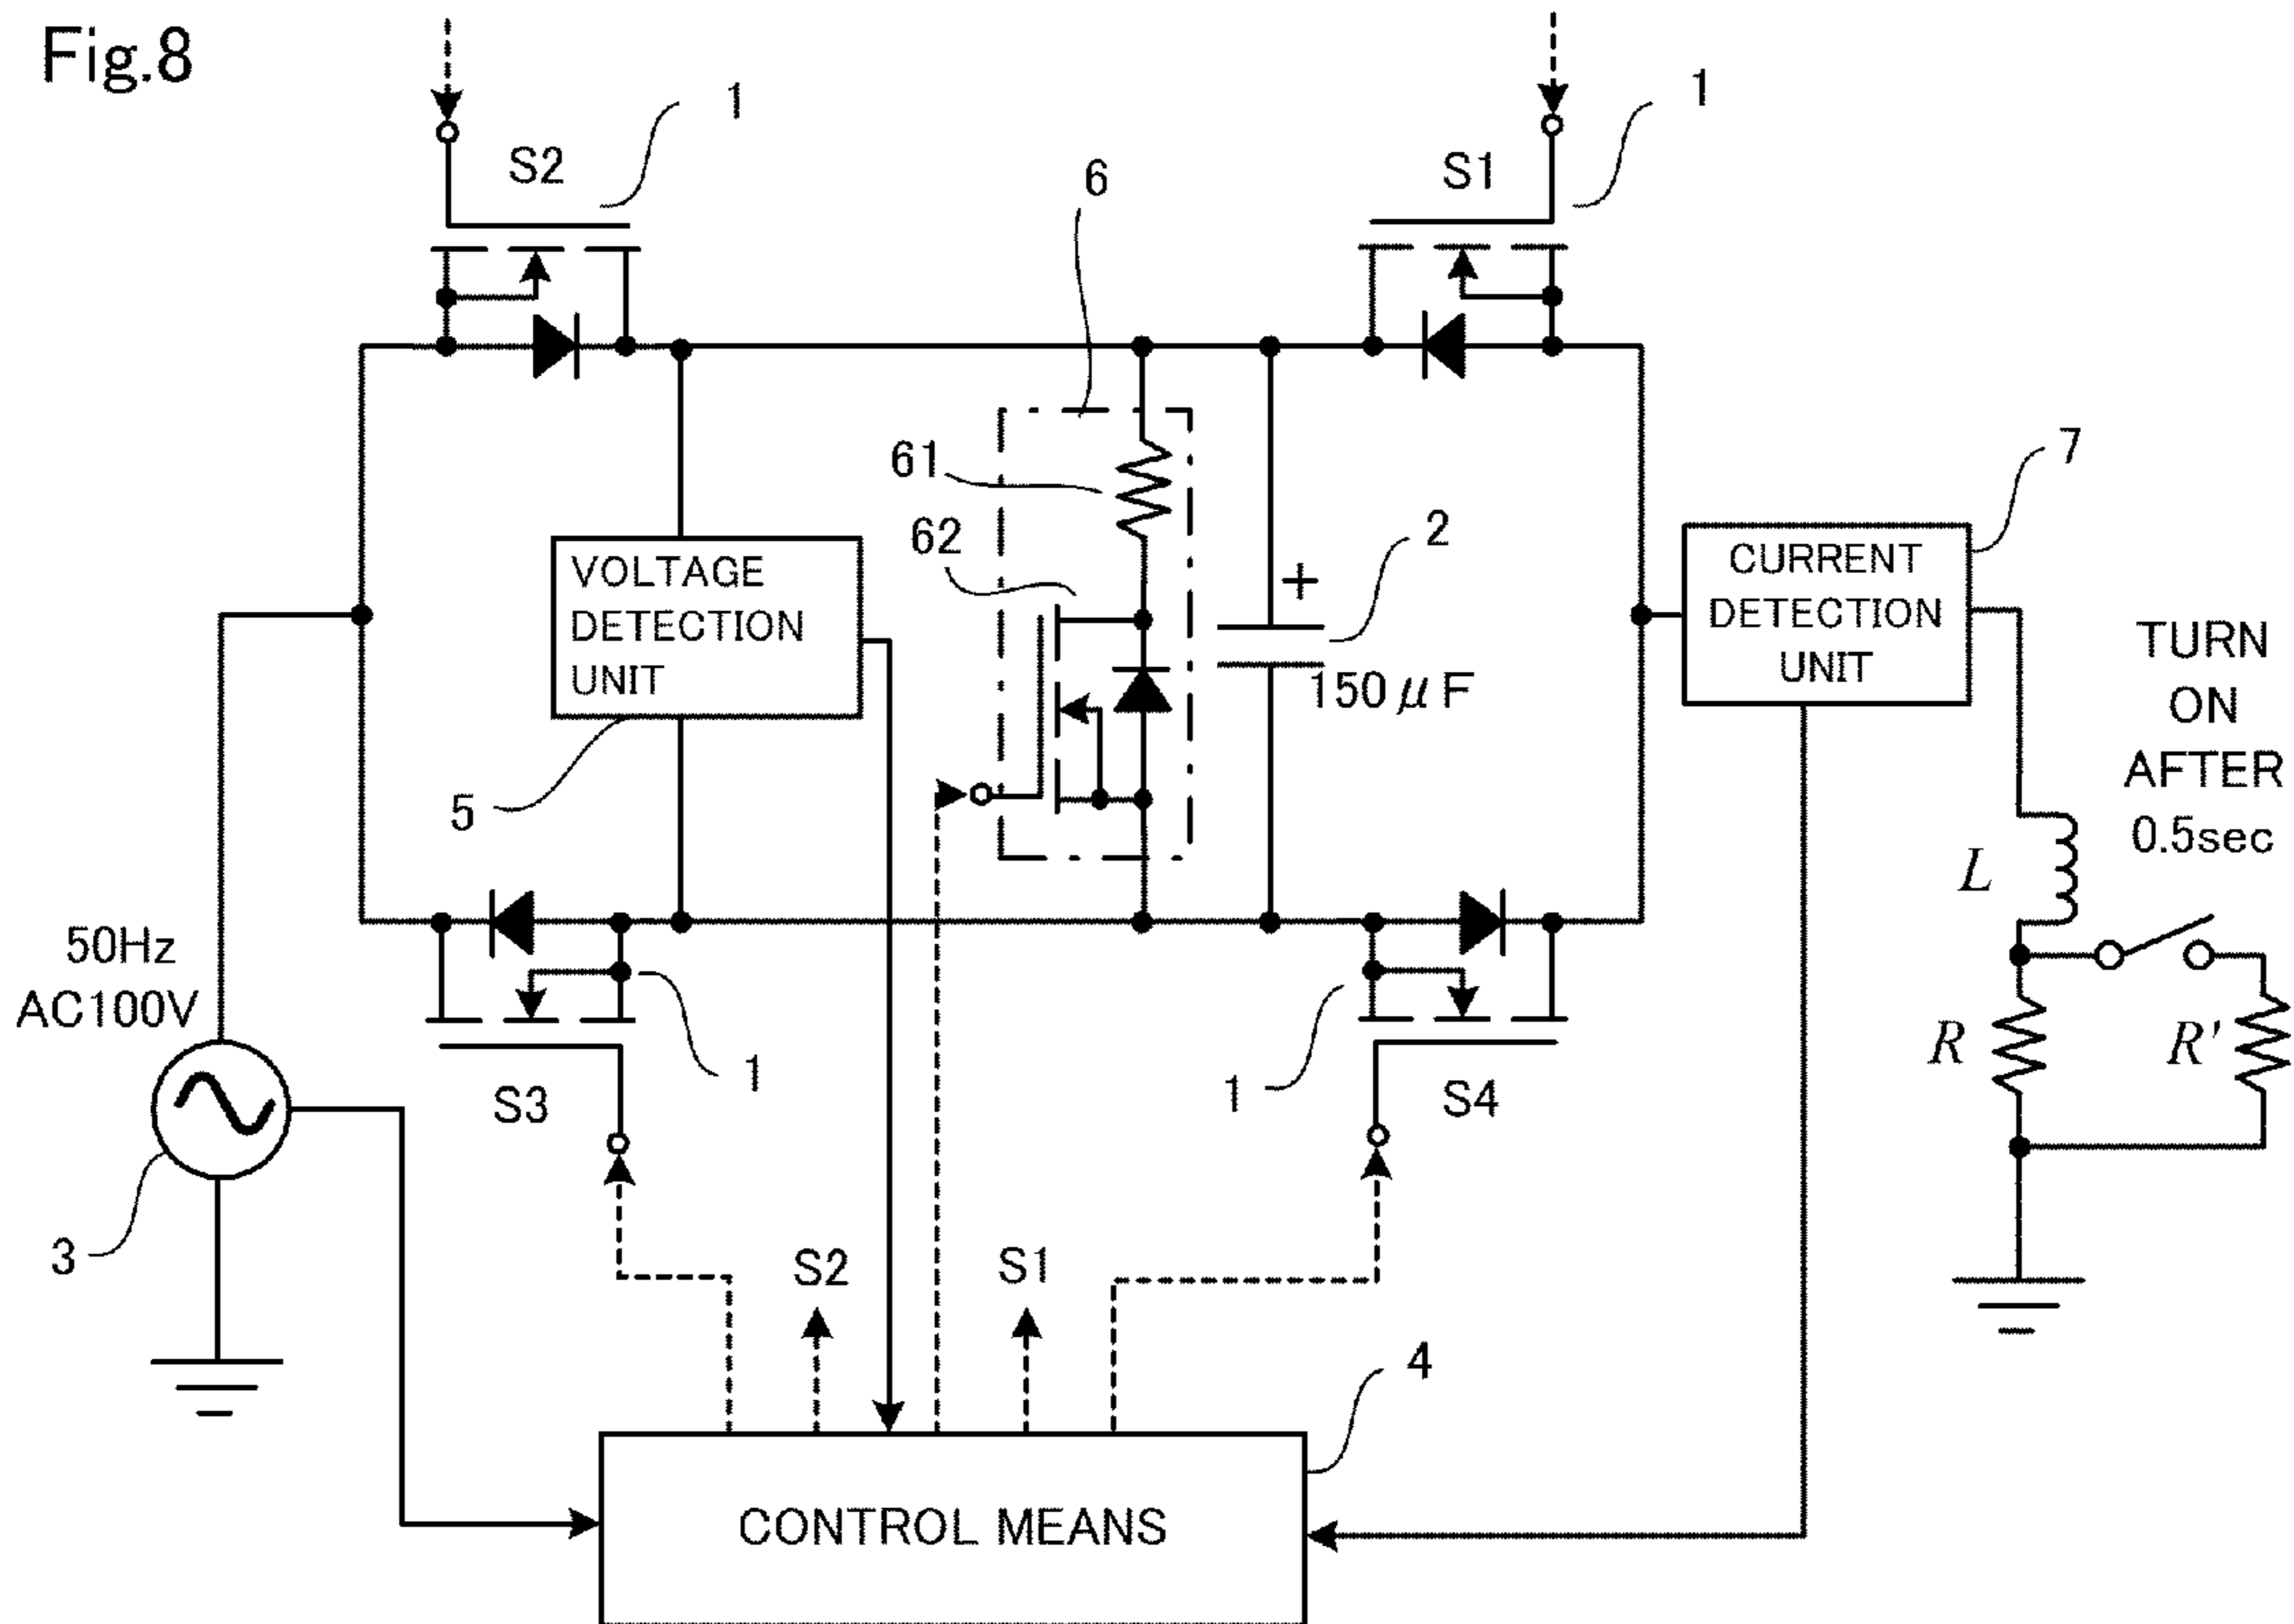 Fig.8
1
S2
1
S1
6
61
62
7
2
+
150μF
VOLTAGE
DETECTION
UNIT
5
CURRENT
DETECTION
UNIT
TURN
ON
AFTER
0.5sec
L
R
R'
50Hz
AC100V
3
1
S3
1
S4
S2
S1
4
CONTROL MEANS